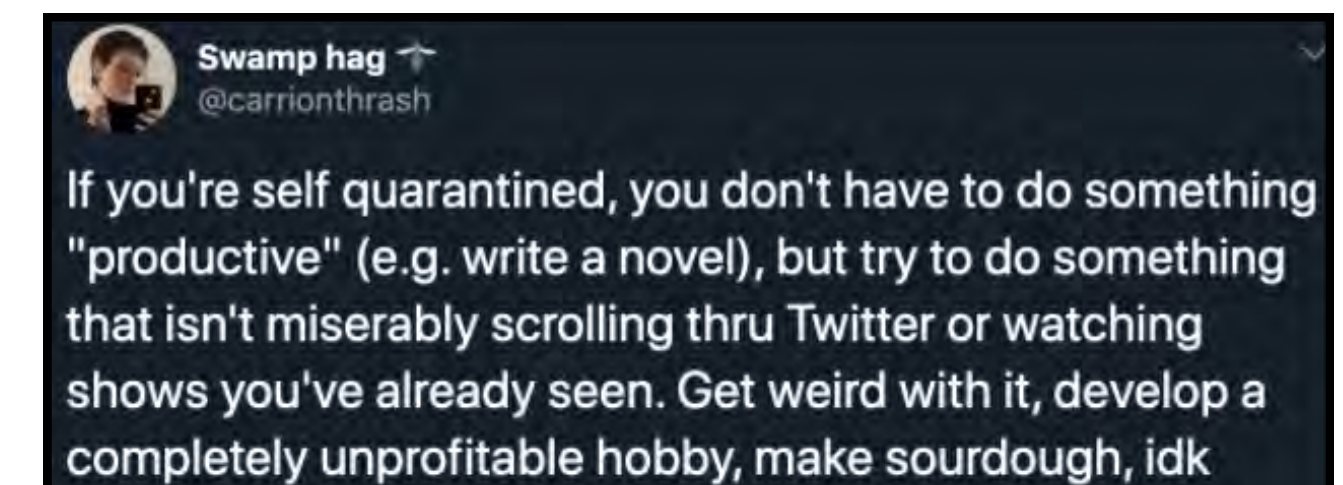 Swamp hag
@carrionthrash
If you're self quarantined, you don't have to do something
"productive" (e.g. write a novel), but try to do something
that isn't miserably scrolling thru Twitter or watching
shows you've already seen. Get weird with it, develop a
completely unprofitable hobby, make sourdough, idk